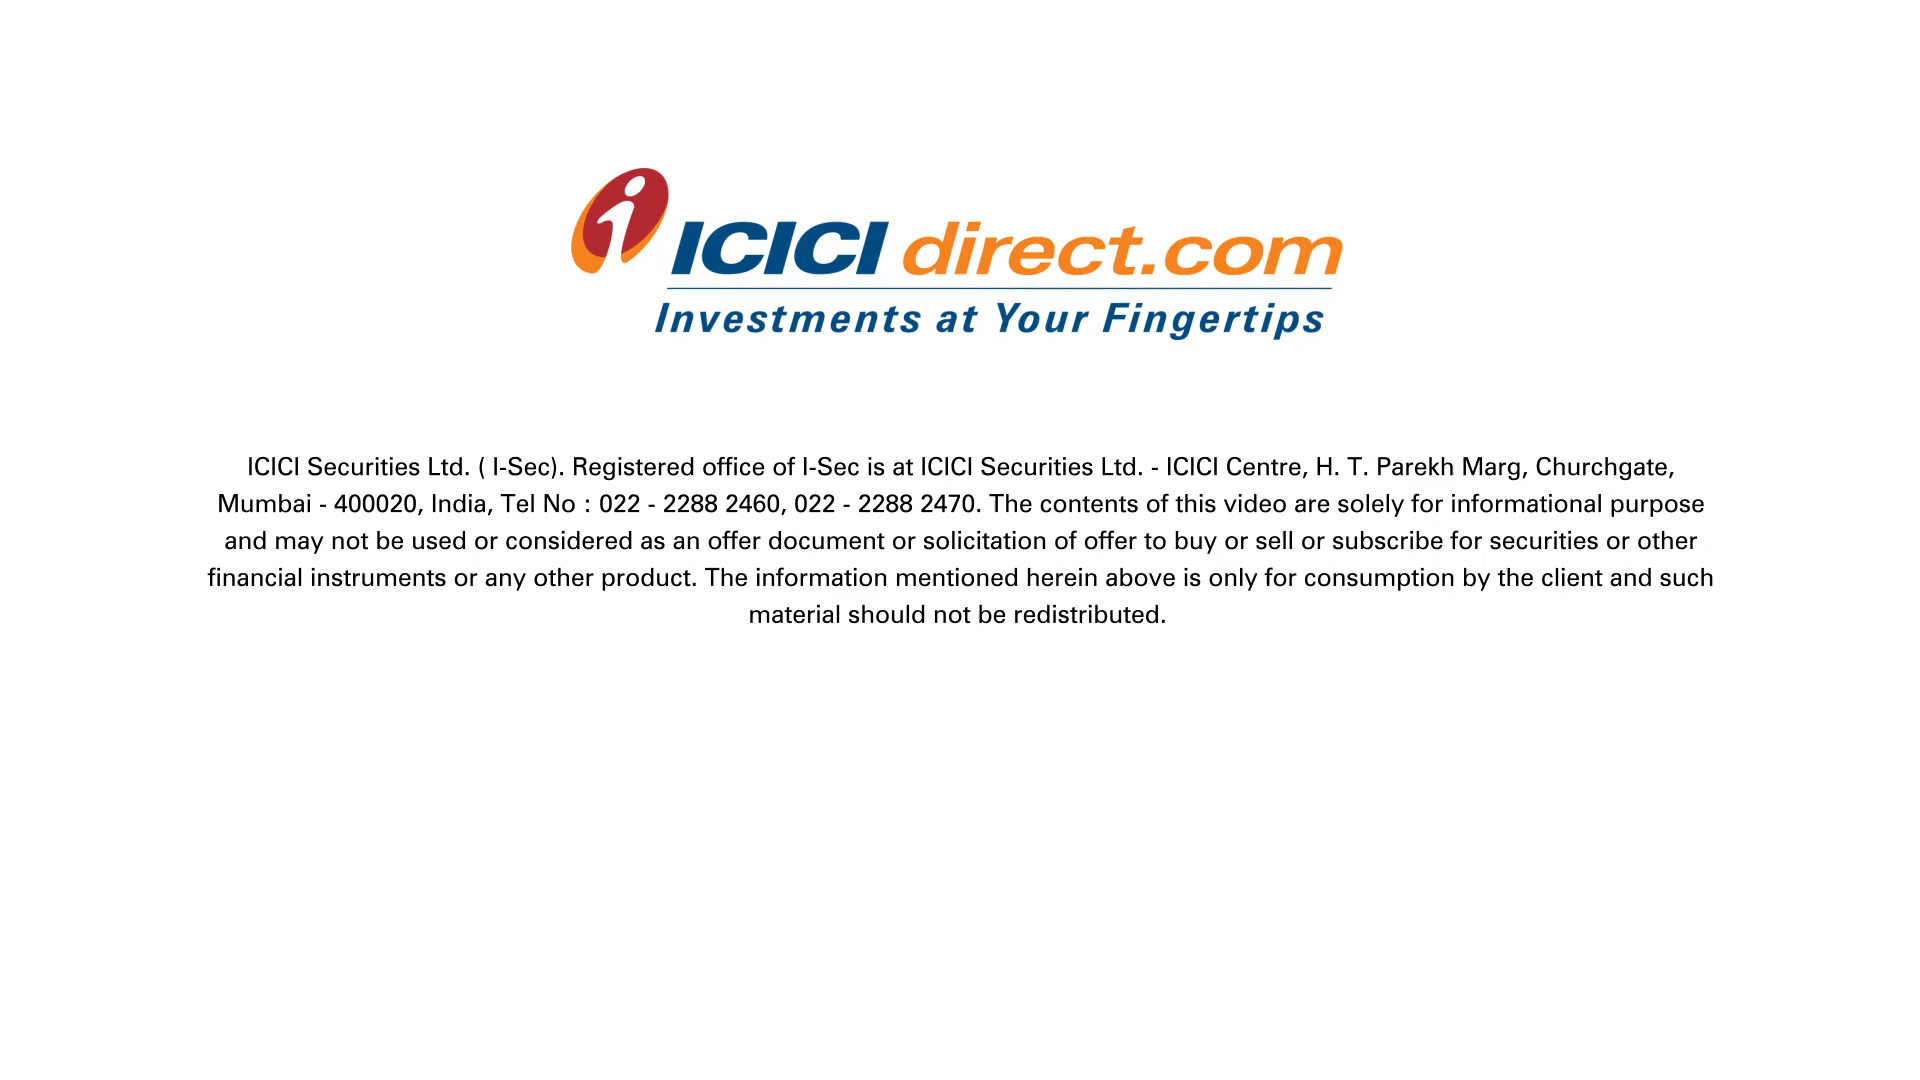 i ICICI direct.com
Investments at Your Fingertips
ICICI Securities Ltd. ( I-Sec). Registered office of I-Sec is at ICICI Securities Ltd. - ICICI Centre, H. T. Parekh Marg, Churchgate,
Mumbai - 400020, India, Tel No : 022 - 2288 2460, 022 - 2288 2470. The contents of this video are solely for informational purpose
and may not be used or considered as an offer document or solicitation of offer to buy or sell or subscribe for securities or other
financial instruments or any other product. The information mentioned herein above is only for consumption by the client and such
material should not be redistributed.